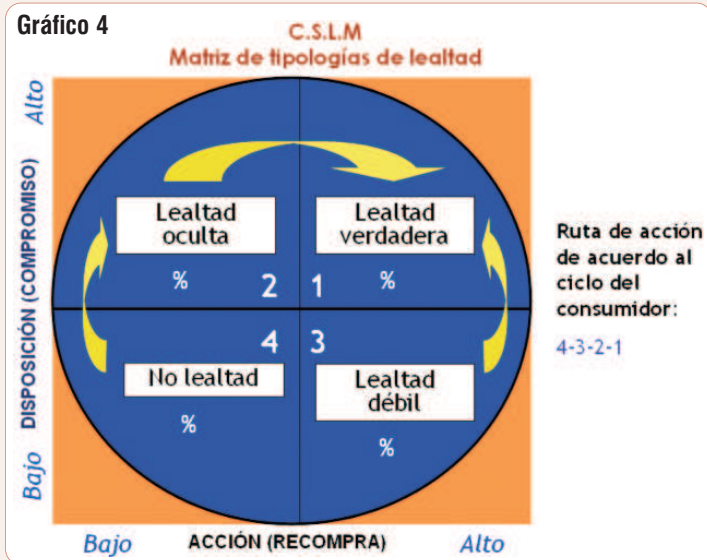 Gráfico 4
C.S.L.M
Matriz de tipologías de lealtad
Alto
DISPOSICIÓN (COMPROMISO)
Bajo
Lealtad
oculta
%
2
Lealtad
verdadera
%
1
4
No lealtad
%
3
Lealtad
débil
%
Bajo
ACCIÓN (RECOMPRA)
Alto
Ruta de acción
de acuerdo al
ciclo del
consumidor:
4-3-2-1